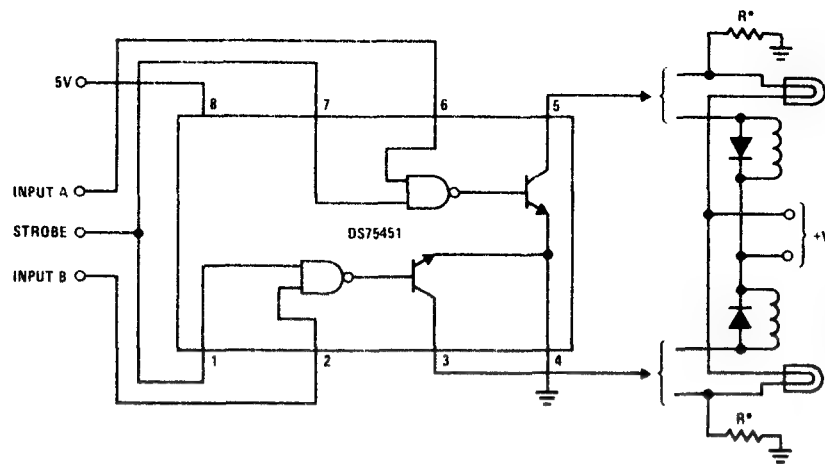 R*
5V
8
7
6
5
INPUT A
STROBE
DS75451
+V
INPUT B
1
2
3
4
R*